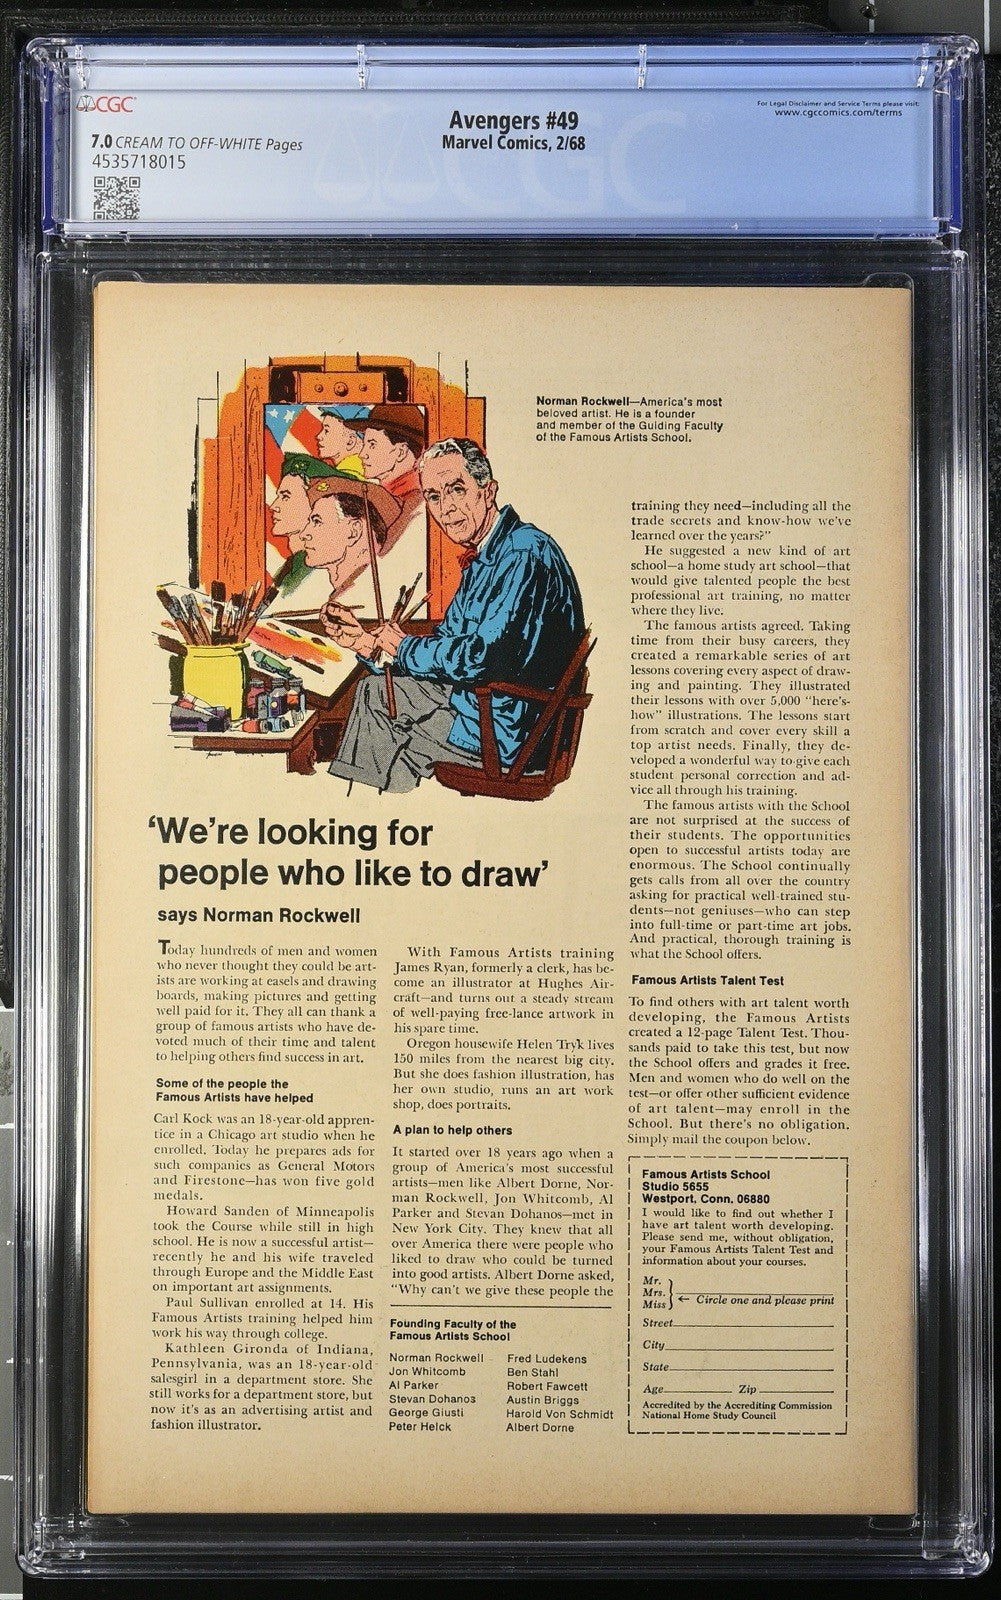 CGC
7.0 CREAM TO OFF-WHITE Pages
4535718015
Avengers #49
Marvel Comics, 2/68
For Legal Disclaimer and Service Terms please visit:
www.cgccomics.com/terms
CGC
Norman Rockwell—America's most
beloved artist. He is a founder
and member of the Guiding Faculty
of the Famous Artists School.
'We're looking for
people who like to draw'
says Norman Rockwell
Today hundreds of men and women
who never thought they could be art-
ists are working at easels and drawing
boards, making pictures and getting
well paid for it. They all can thank a
group of famous artists who have de-
voted much of their time and talent
to helping others find success in art.
Some of the people the
Famous Artists have helped
Carl Kock was an 18-year-old appren-
tice in a Chicago art studio when he
enrolled. Today he prepares ads for
such companies as General Motors
and Firestone—has won five gold
medals.
Howard Sanden of Minneapolis
took the Course while still in high
school. He is now a successful artist—
recently he and his wife traveled
through Europe and the Middle East
on important art assignments.
Paul Sullivan enrolled at 14. His
Famous Artists training helped him
work his way through college.
Kathleen Gironda of Indiana,
Pennsylvania, was an 18-year-old
salesgirl in a department store. She
still works for a department store, but
now it's as an advertising artist and
fashion illustrator.
With Famous Artists training
James Ryan, formerly a clerk, has be-
come an illustrator at Hughes Air-
craft—and turns out a steady stream
of well-paying free-lance artwork in
his spare time.
Oregon housewife Helen Tryk lives
150 miles from the nearest big city.
But she does fashion illustration, has
her own studio, runs an art work
shop, does portraits.
A plan to help others
It started over 18 years ago when a
group of America's most successful
artists—men like Albert Dorne, Nor-
man Rockwell, Jon Whitcomb, Al
Parker and Stevan Dohanos—met in
New York City. They knew that all
over America there were people who
liked to draw who could be turned
into good artists. Albert Dorne asked,
"Why can't we give these people the
Founding Faculty of the
Famous Artists School
Norman Rockwell
Jon Whitcomb
Al Parker
Stevan Dohanos
George Giusti
Peter Helck
Fred Ludekens
Ben Stahl
Robert Fawcett
Austin Briggs
Harold Von Schmidt
Albert Dorne
training they need—including all the
trade secrets and know-how we've
learned over the years?"
He suggested a new kind of art
school—a home study art school—that
would give talented people the best
professional art training, no matter
where they live.
The famous artists agreed. Taking
time from their busy careers, they
created a remarkable series of art
lessons covering every aspect of draw-
ing and painting. They illustrated
their lessons with over 5,000 "here's-
how" illustrations. The lessons start
from scratch and cover every skill a
top artist needs. Finally, they de-
veloped a wonderful way to give each
student personal correction and ad-
vice all through his training.
The famous artists with the School
are not surprised at the success of
their students. The opportunities
open to successful artists today are
enormous. The School continually
gets calls from all over the country
asking for practical well-trained stu-
dents—not geniuses—who can step
into full-time or part-time art jobs.
And practical, thorough training is
what the School offers.
Famous Artists Talent Test
To find others with art talent worth
developing, the Famous Artists
created a 12-page Talent Test. Thou-
sands paid to take this test, but now
the School offers and grades it free.
Men and women who do well on the
test—or offer other sufficient evidence
of art talent—may enroll in the
School. But there's no obligation.
Simply mail the coupon below.
Famous Artists School
Studio 5655
Westport, Conn. 06880
I would like to find out whether I
have art talent worth developing.
Please send me, without obligation,
your Famous Artists Talent Test and
information about your courses.
Mr.
Mrs. ← Circle one and please print
Miss
Street
City
State
Age Zip
Accredited by the Accrediting Commission
National Home Study Council